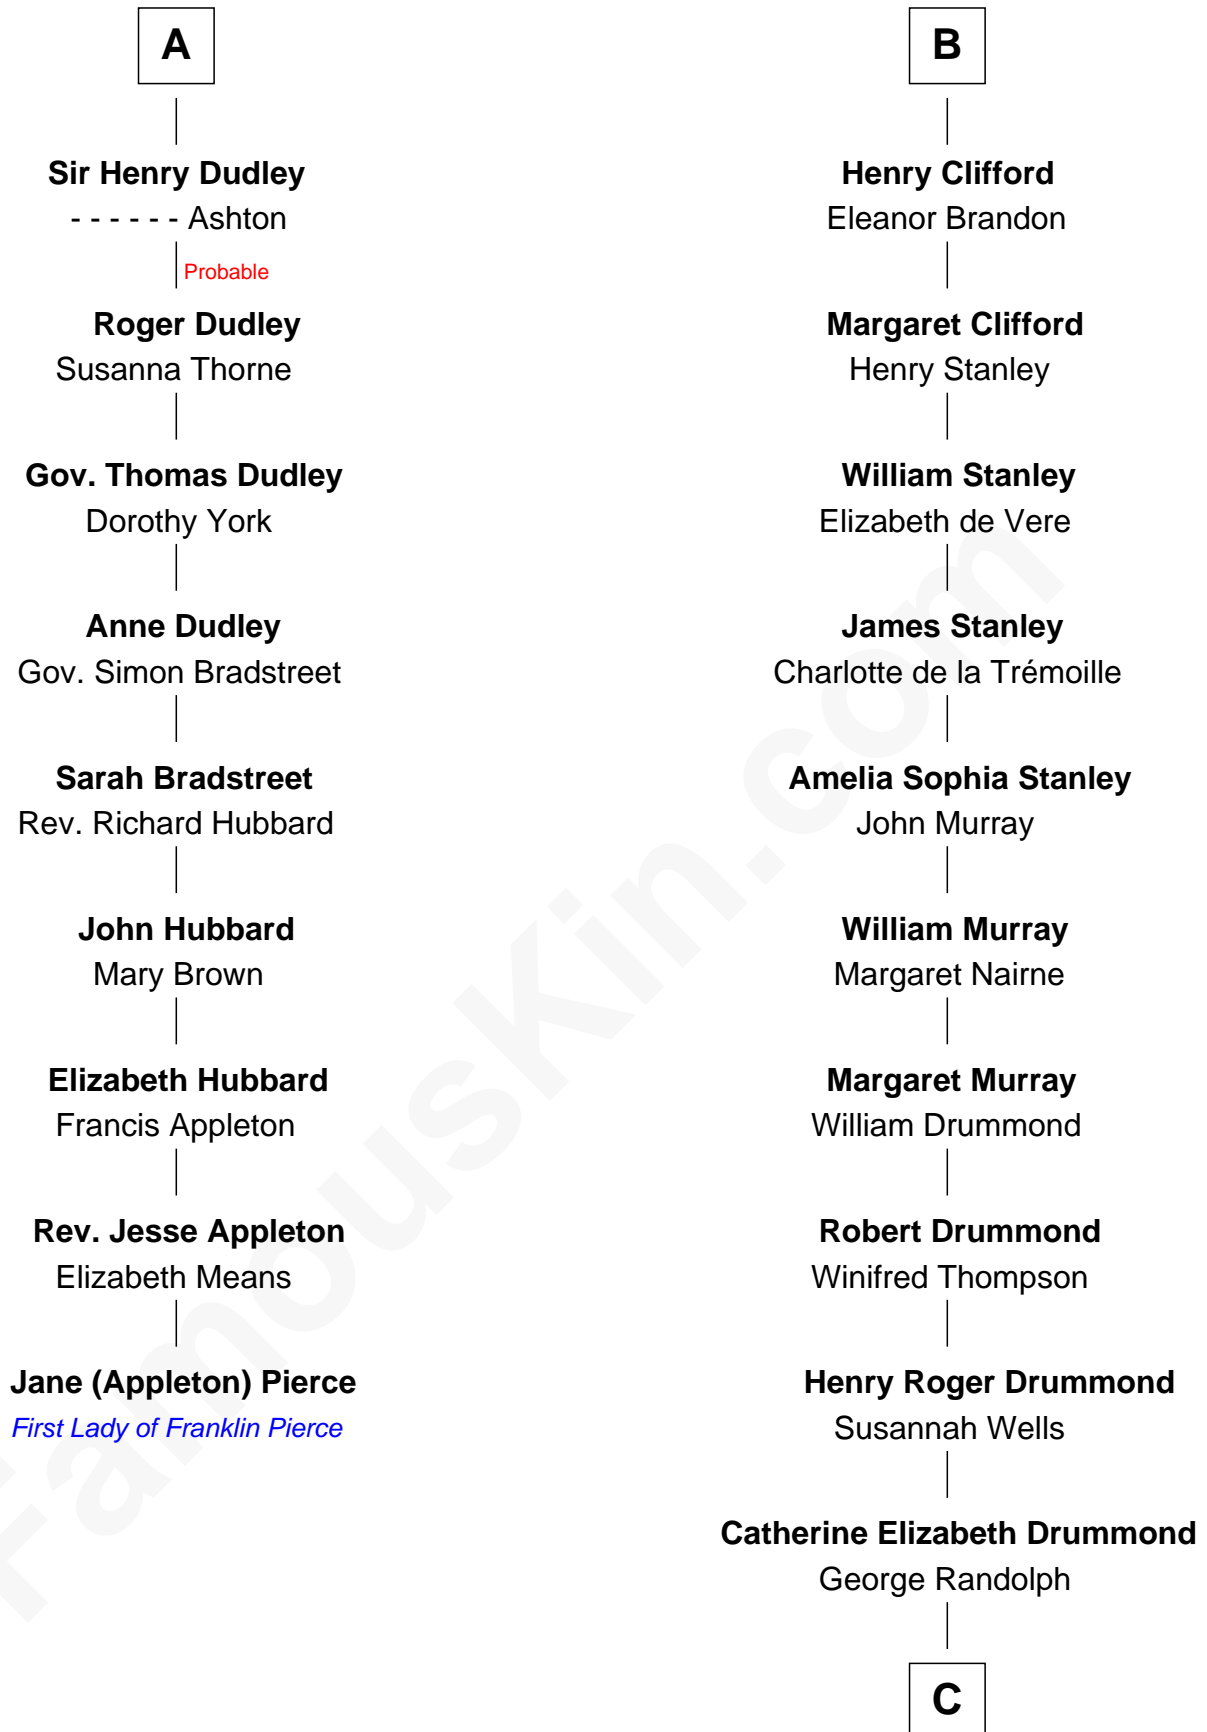 A
Sir Henry Dudley
- - - - - - Ashton
Probable
Roger Dudley
Susanna Thorne
Gov. Thomas Dudley
Dorothy York
Anne Dudley
Gov. Simon Bradstreet
Sarah Bradstreet
Rev. Richard Hubbard
John Hubbard
Mary Brown
Elizabeth Hubbard
Francis Appleton
Rev. Jesse Appleton
Elizabeth Means
Jane (Appleton) Pierce
First Lady of Franklin Pierce
B
Henry Clifford
Eleanor Brandon
Margaret Clifford
Henry Stanley
William Stanley
Elizabeth de Vere
James Stanley
Charlotte de la Trémoille
Amelia Sophia Stanley
John Murray
William Murray
Margaret Nairne
Margaret Murray
William Drummond
Robert Drummond
Winifred Thompson
Henry Roger Drummond
Susannah Wells
Catherine Elizabeth Drummond
George Randolph
C
FamousKin.com